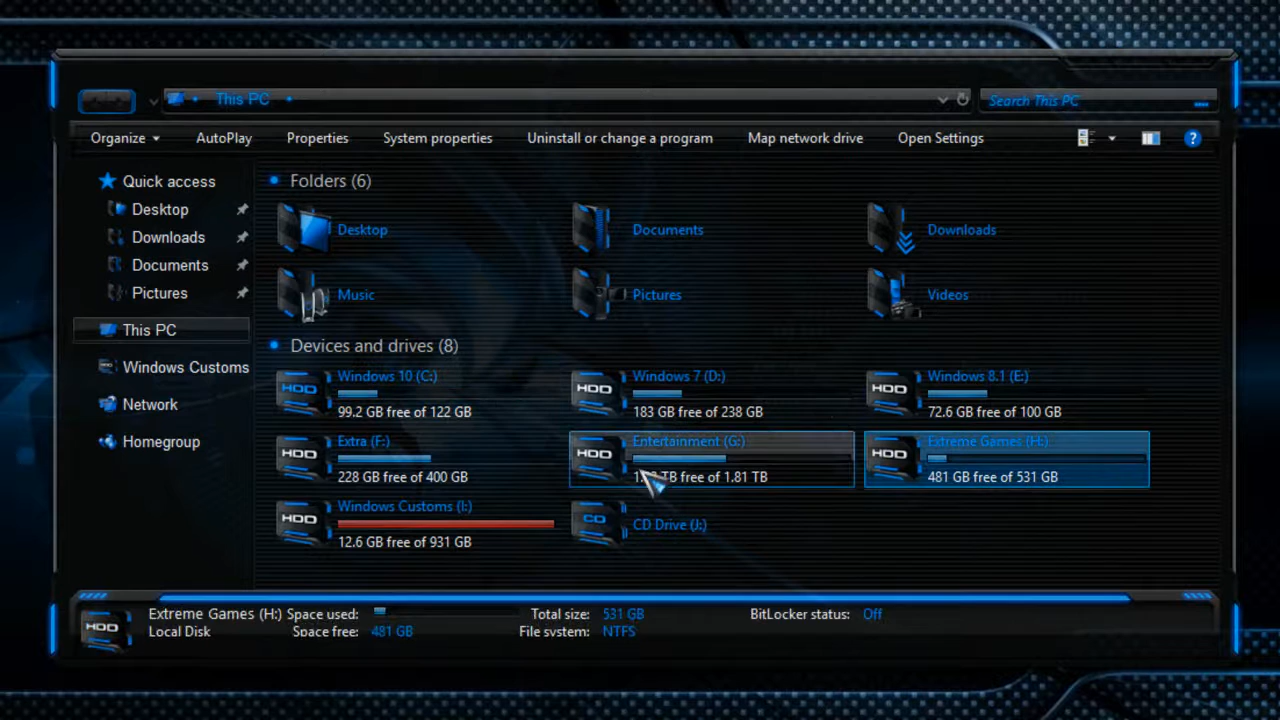 This PC
Search This PC
Organize AutoPlay Properties System properties Uninstall or change a program Map network drive Open Settings ?
Quick access
Desktop
Downloads
Documents
Pictures
This PC
Windows Customs
Network
Homegroup
Folders (6)
Desktop
Documents
Downloads
Music
Pictures
Videos
Devices and drives (8)
HDD
Windows 10 (C:)
99.2 GB free of 122 GB
HDD
Windows 7 (D:)
183 GB free of 238 GB
HDD
Windows 8.1 (E:)
72.6 GB free of 100 GB
HDD
Extra (F:)
228 GB free of 400 GB
HDD
Entertainment (G:)
TB free of 1.81 TB
HDD
Extreme Games (H:)
481 GB free of 531 GB
HDD
Windows Customs (I:)
12.6 GB free of 931 GB
CD
CD Drive (J:)
HDD
Extreme Games (H:) Space used: Total size: 531 GB BitLocker status: Off
Local Disk Space free: 481 GB File system: NTFS